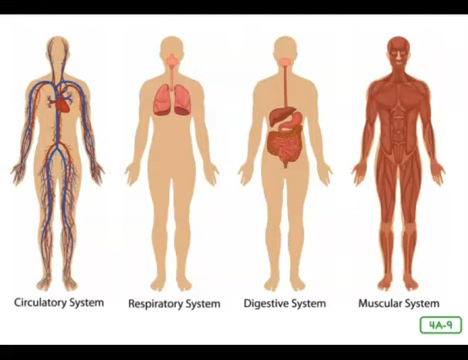 Circulatory System
Respiratory System
Digestive System
Muscular System
4A-9